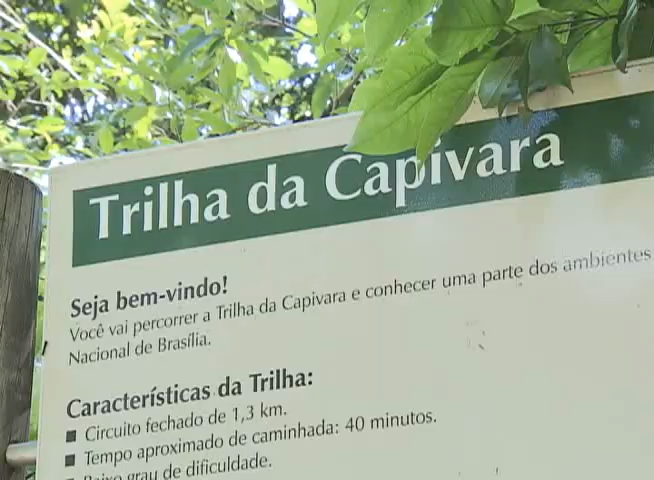 Trilha da Capivara
Seja bem-vindo!
Você vai percorrer a Trilha da Capivara e conhecer uma parte dos ambientes
Nacional de Brasília.
Características da Trilha:
■ Circuito fechado de 1,3 km.
■ Tempo aproximado de caminhada: 40 minutos.
■ Baixo grau de dificuldade.